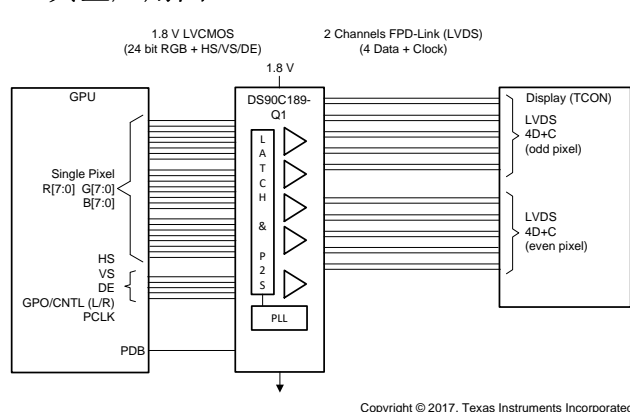 1.8 V LVCMOS
(24 bit RGB + HS/VS/DE)
2 Channels FPD-Link (LVDS)
(4 Data + Clock)
1.8 V
GPU
DS90C189-
Q1
Display (TCON)
LVDS
4D+C
(odd pixel)
Single Pixel
R[7:0] G[7:0]
B[7:0]
L
A
T
C
H
&
P
2
S
LVDS
4D+C
(even pixel)
HS
VS
DE
GPO/CNTL (L/R)
PCLK
PLL
PDB
Copyright © 2017, Texas Instruments Incorporated